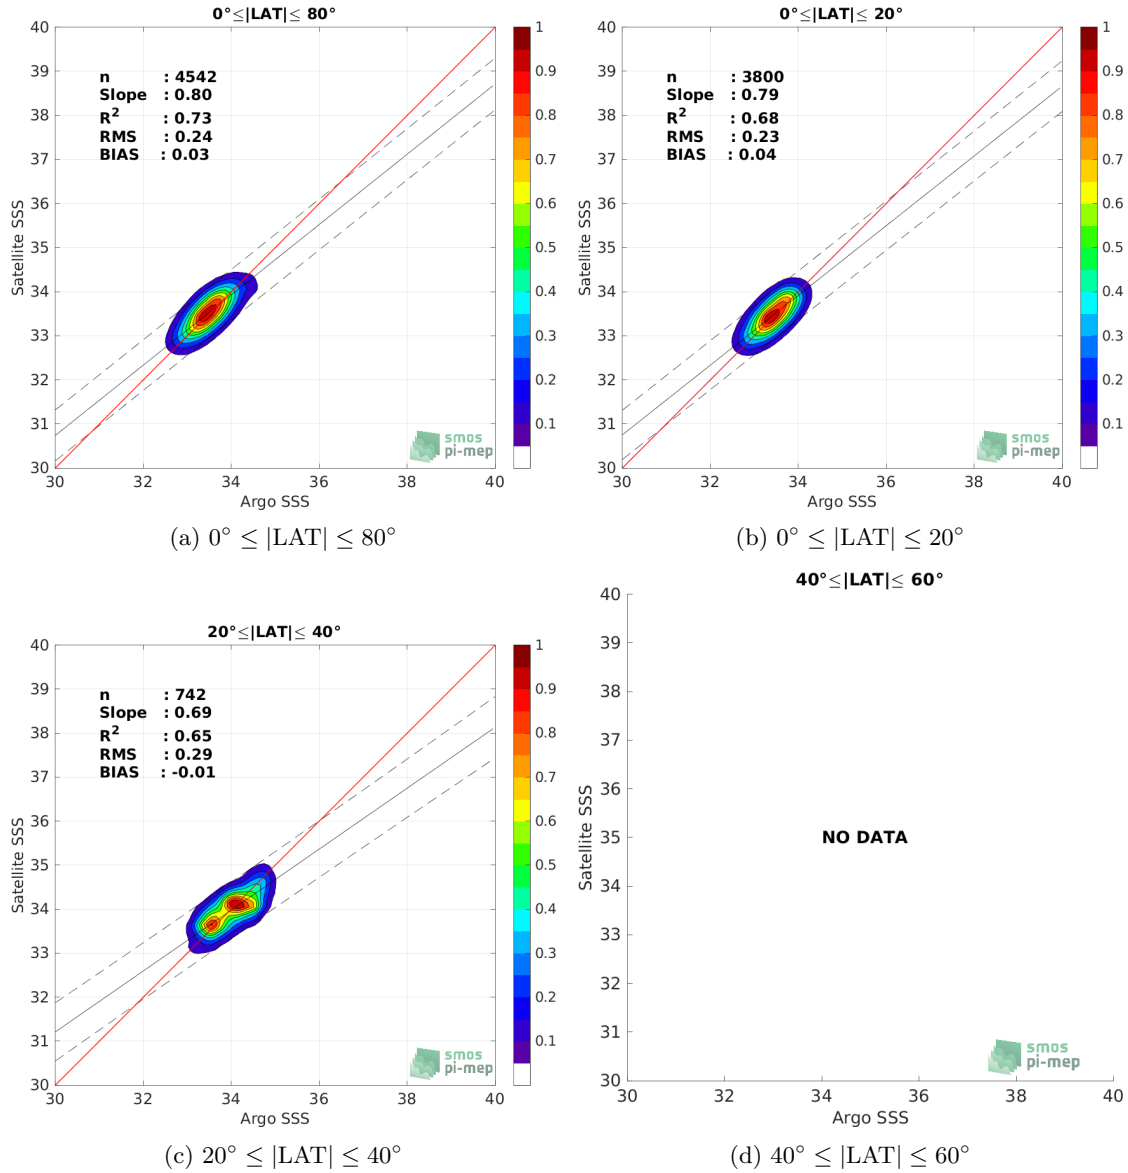 0°≤|LAT|≤ 80°
40
39
38
37
36
35
34
33
32
31
30
Satellite SSS
n : 4542
Slope : 0.80
R² : 0.73
RMS : 0.24
BIAS : 0.03
smos
pi-mep
30 32 34 36 38 40
Argo SSS
1
0.9
0.8
0.7
0.6
0.5
0.4
0.3
0.2
0.1
(a) 0° ≤ |LAT| ≤ 80°
0°≤|LAT|≤ 20°
40
39
38
37
36
35
34
33
32
31
30
Satellite SSS
n : 3800
Slope : 0.79
R² : 0.68
RMS : 0.23
BIAS : 0.04
smos
pi-mep
30 32 34 36 38 40
Argo SSS
1
0.9
0.8
0.7
0.6
0.5
0.4
0.3
0.2
0.1
(b) 0° ≤ |LAT| ≤ 20°
20°≤|LAT|≤ 40°
40
39
38
37
36
35
34
33
32
31
30
Satellite SSS
n : 742
Slope : 0.69
R² : 0.65
RMS : 0.29
BIAS : -0.01
smos
pi-mep
30 32 34 36 38 40
Argo SSS
1
0.9
0.8
0.7
0.6
0.5
0.4
0.3
0.2
0.1
(c) 20° ≤ |LAT| ≤ 40°
40°≤|LAT|≤ 60°
40
39
38
37
36
35
34
33
32
31
30
Satellite SSS
NO DATA
smos
pi-mep
30 32 34 36 38 40
Argo SSS
(d) 40° ≤ |LAT| ≤ 60°